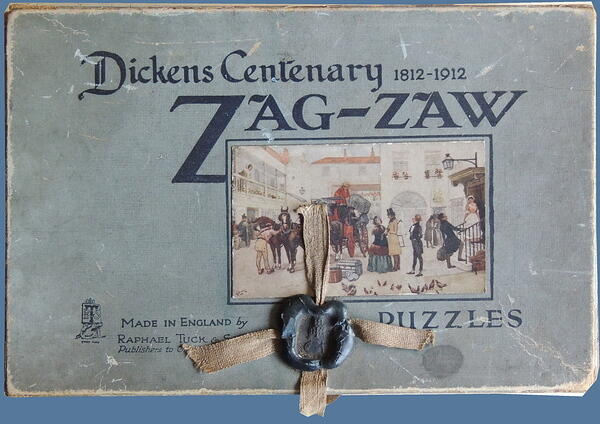 Dickens Centenary 1812-1912
ZAG-ZAW
PUZZLES
MADE IN ENGLAND by
RAPHAEL TUCK &
Publishers to